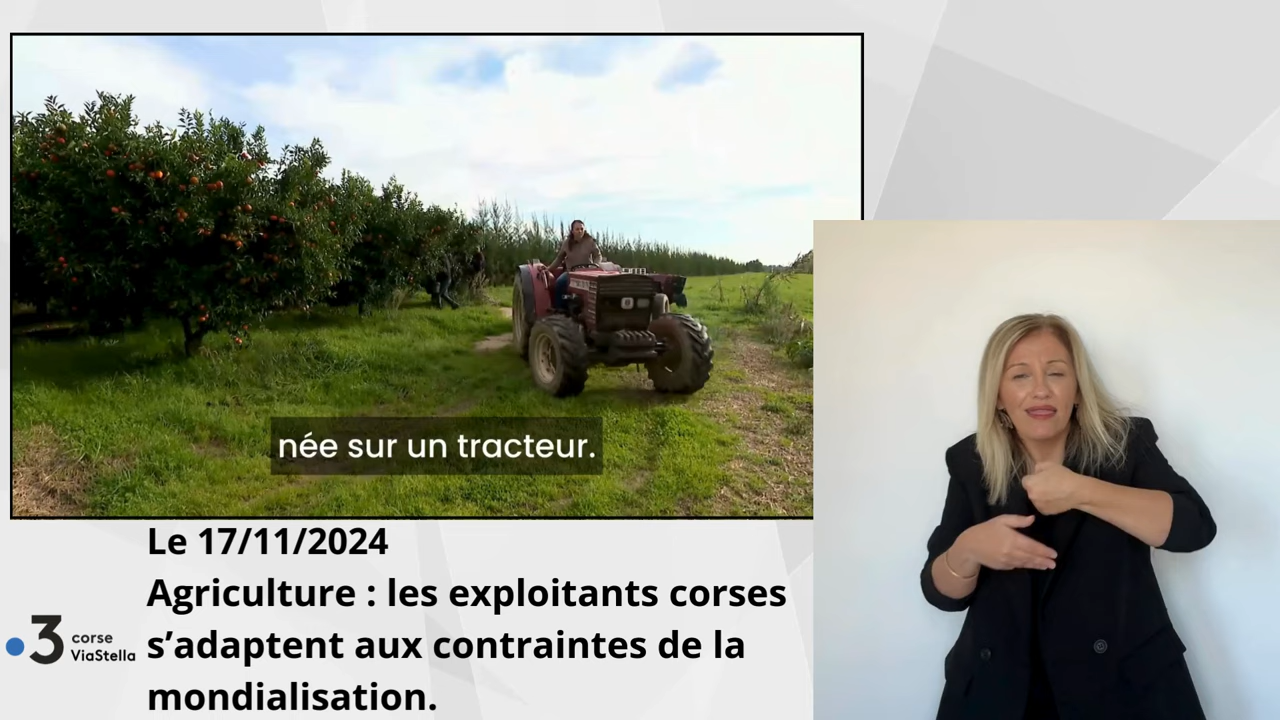 née sur un tracteur.
Le 17/11/2024
Agriculture : les exploitants corses
s’adaptent aux contraintes de la
mondialisation.
3 corse
ViaStella